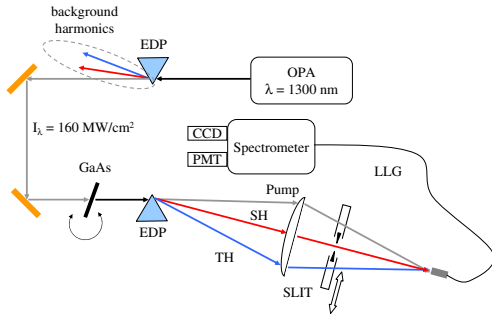 background
harmonics
EDP
OPA
λ = 1300 nm
I_λ = 160 MW/cm²
CCD
PMT
Spectrometer
LLG
GaAs
EDP
Pump
SH
TH
SLIT